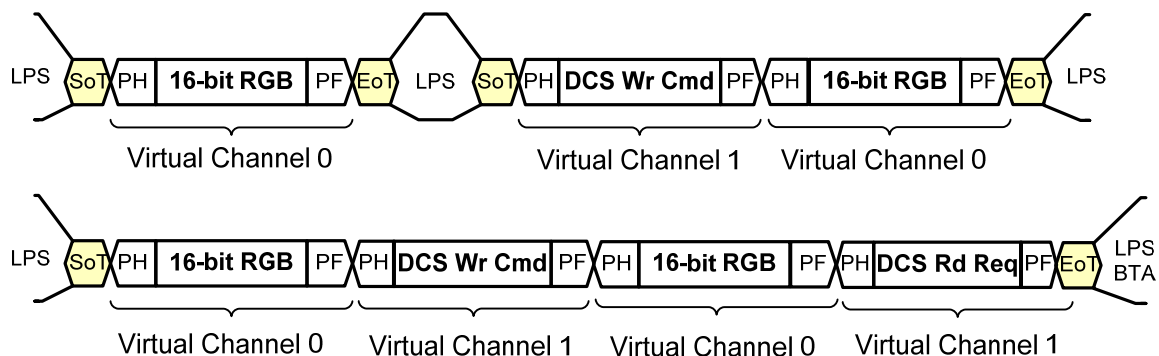 LPS SoT PH 16-bit RGB PF EoT LPS SoT PH DCS Wr Cmd PF PH 16-bit RGB PF EoT LPS
Virtual Channel 0 Virtual Channel 1 Virtual Channel 0
LPS SoT PH 16-bit RGB PF PH DCS Wr Cmd PF PH 16-bit RGB PF PH DCS Rd Req PF EoT LPS
BTA
Virtual Channel 0 Virtual Channel 1 Virtual Channel 0 Virtual Channel 1